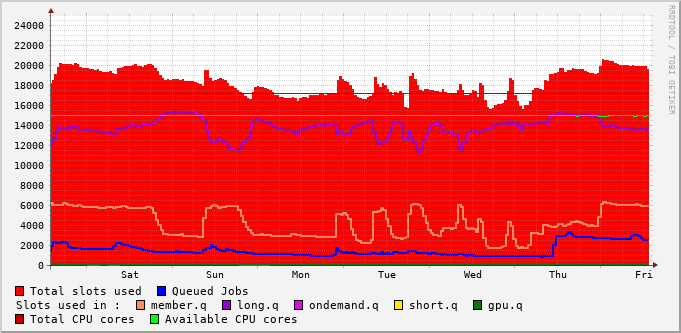 24000
22000
20000
18000
16000
14000
12000
10000
8000
6000
4000
2000
0
Sat Sun Mon Tue Wed Thu Fri
RRDTOOL / TOBI OETIKER
Total slots used Queued Jobs
Slots used in : member.q long.q ondemand.q short.q gpu.q
Total CPU cores Available CPU cores